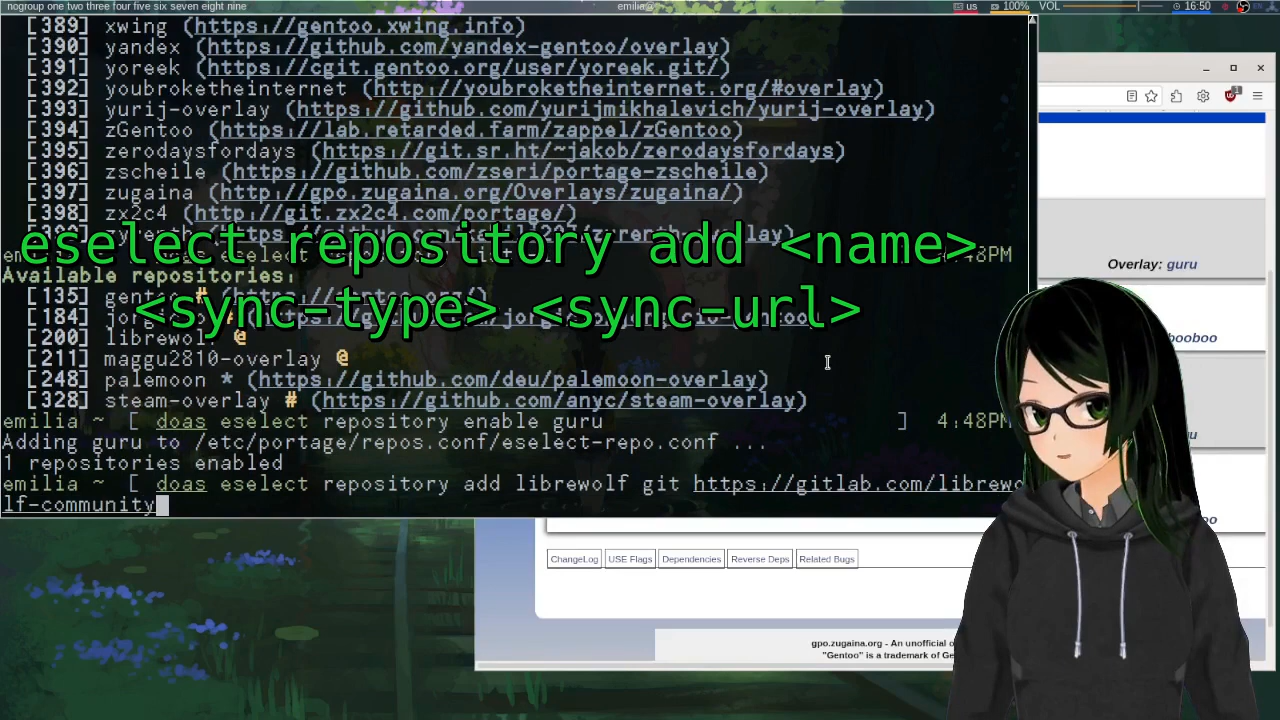 nogroup one two three four five six seven eight nine
emilia@
us
100%
VOL
16:50
EN
[389] xwing (https://gentoo.xwing.info)
[390] yandex (https://github.com/yandex-gentoo/overlay)
[391] yoreek (https://cgit.gentoo.org/user/yoreek.git/)
[392] youbroketheinternet (http://youbroketheinternet.org/#overlay)
[393] yurij-overlay (https://github.com/yurijmikhalevich/yurij-overlay)
[394] zGentoo (https://lab.retarded.farm/zappel/zGentoo)
[395] zerodaysfordays (https://git.sr.ht/~jakob/zerodaysfordays)
[396] zscheile (https://github.com/zseri/portage-zscheile)
[397] zugaina (http://gpo.zugaina.org/Overlays/zugaina/)
[398] zx2c4 (http://git.zx2c4.com/portage/)
eselect repository add <name>
<sync-type> <sync-url>
Available repositories:
[135] gentoo # (https://gentoo.org/)
[184]
[200] librewolf @
[211] maggu2810-overlay @
[248] palemoon * (https://github.com/deu/palemoon-overlay)
[328] steam-overlay # (https://github.com/anyc/steam-overlay)
emilia ~ [ doas eselect repository enable guru ] 4:48PM
Adding guru to /etc/portage/repos.conf/eselect-repo.conf ...
1 repositories enabled
emilia ~ [ doas eselect repository add librewolf git https://gitlab.com/librewo
lf-community
Overlay: guru
booboo
ChangeLog
USE Flags
Dependencies
Reverse Deps
Related Bugs
gpo.zugaina.org - An unofficial o
"Gentoo" is a trademark of Ge